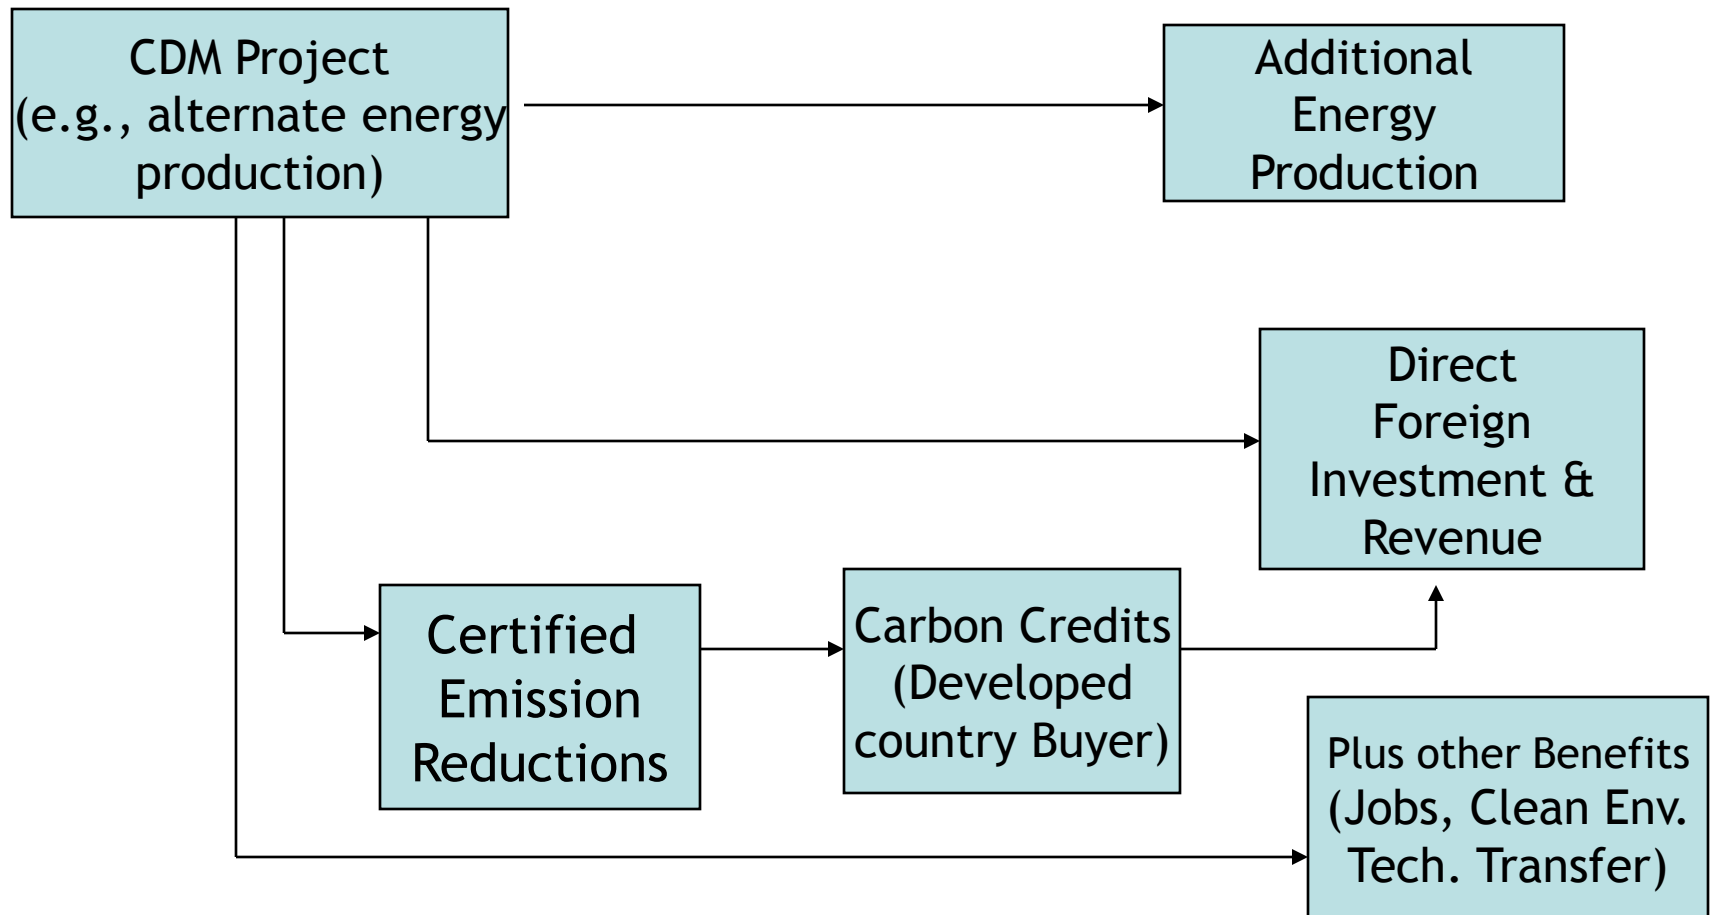 CDM Project
(e.g., alternate energy
production)
Additional
Energy
Production
Direct
Foreign
Investment &
Revenue
Certified
Emission
Reductions
Carbon Credits
(Developed
country Buyer)
Plus other Benefits
(Jobs, Clean Env.
Tech. Transfer)